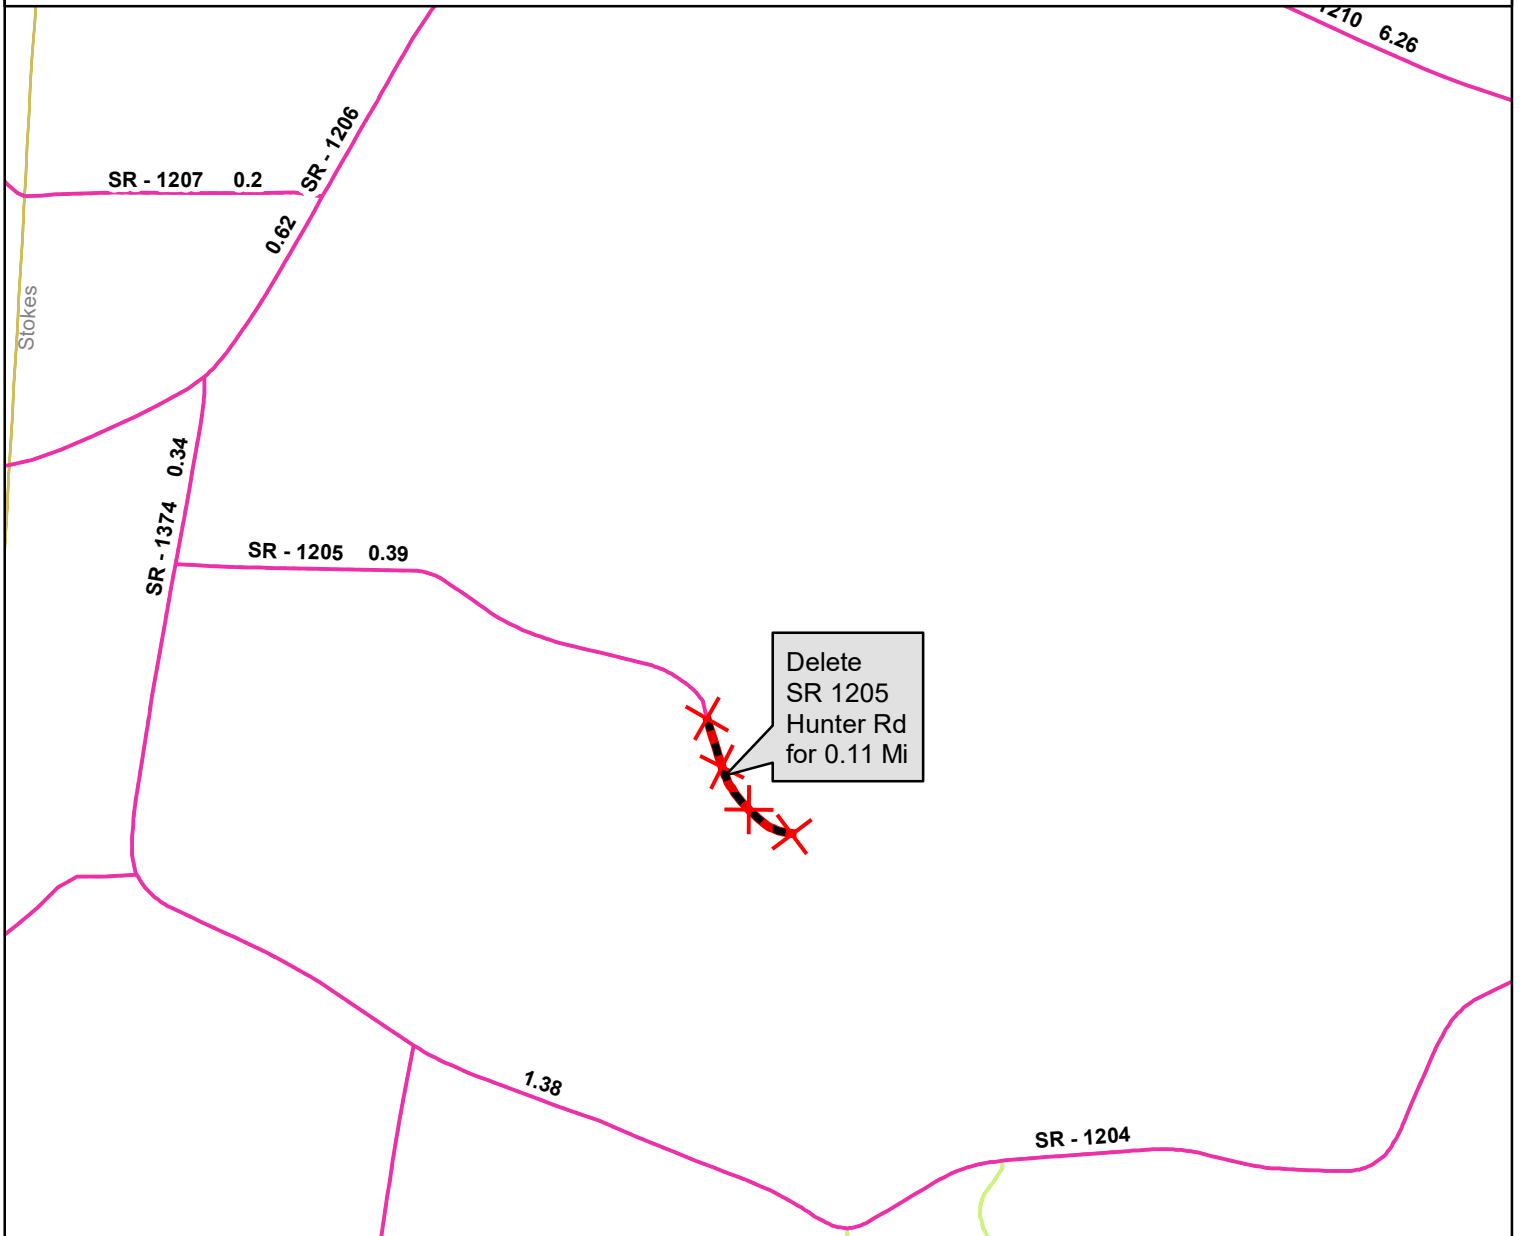 1210 6.26
SR - 1206
SR - 1207 0.2
0.62
Stokes
0.34
SR - 1374
SR - 1205 0.39
Delete
SR 1205
Hunter Rd
for 0.11 Mi
1.38
SR - 1204